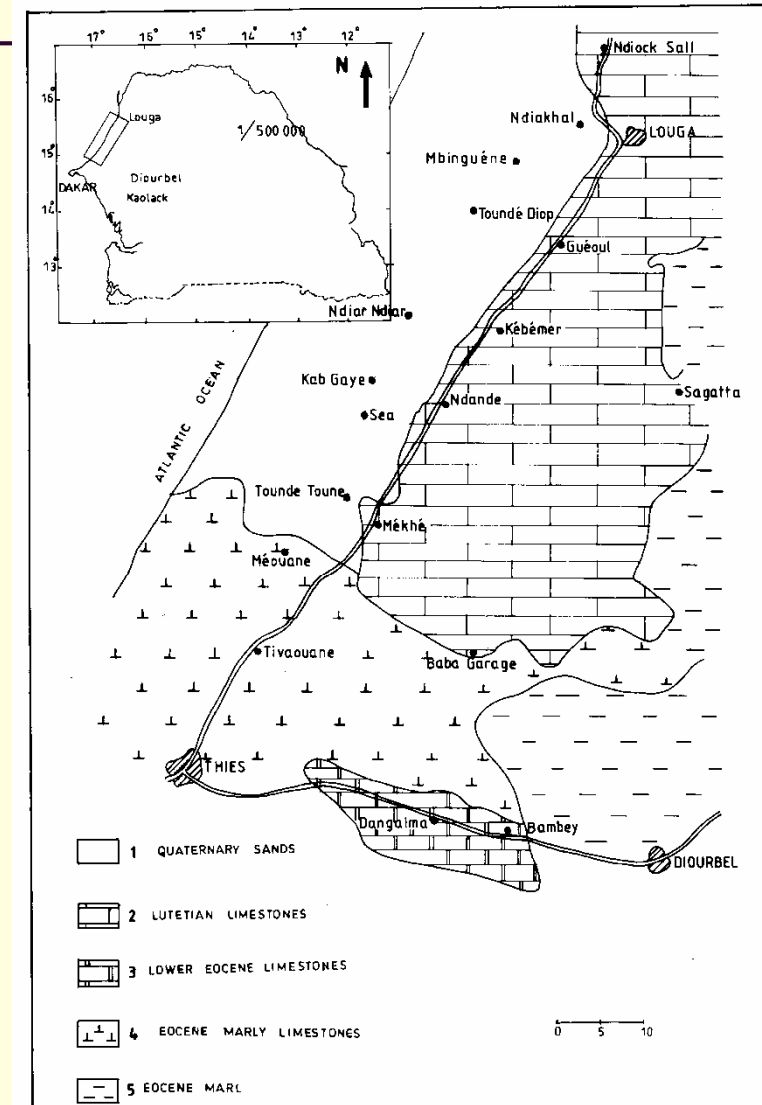 17° 16° 15° 14° 13° 12°
N
16°
15°
14°
13°
Louga
1/500 000
DAKAR
Diourbel
Kaolack
Ndiock Sall
Ndiakhal
LOUGA
Mbinguéne
Toundé Diop
Guéoul
Ndiar Ndiar
Kébémer
Kab Gaye
Sagatta
Ndande
Sea
ATLANTIC OCEAN
Tounde Toune
Mékhé
Méouane
Tivaouane
Baba Garage
THIES
Dangalma
Bambey
DIOURBEL
1 QUATERNARY SANDS
2 LUTETIAN LIMESTONES
3 LOWER EOCENE LIMESTONES
4 EOCENE MARLY LIMESTONES
5 EOCENE MARL
0 5 10